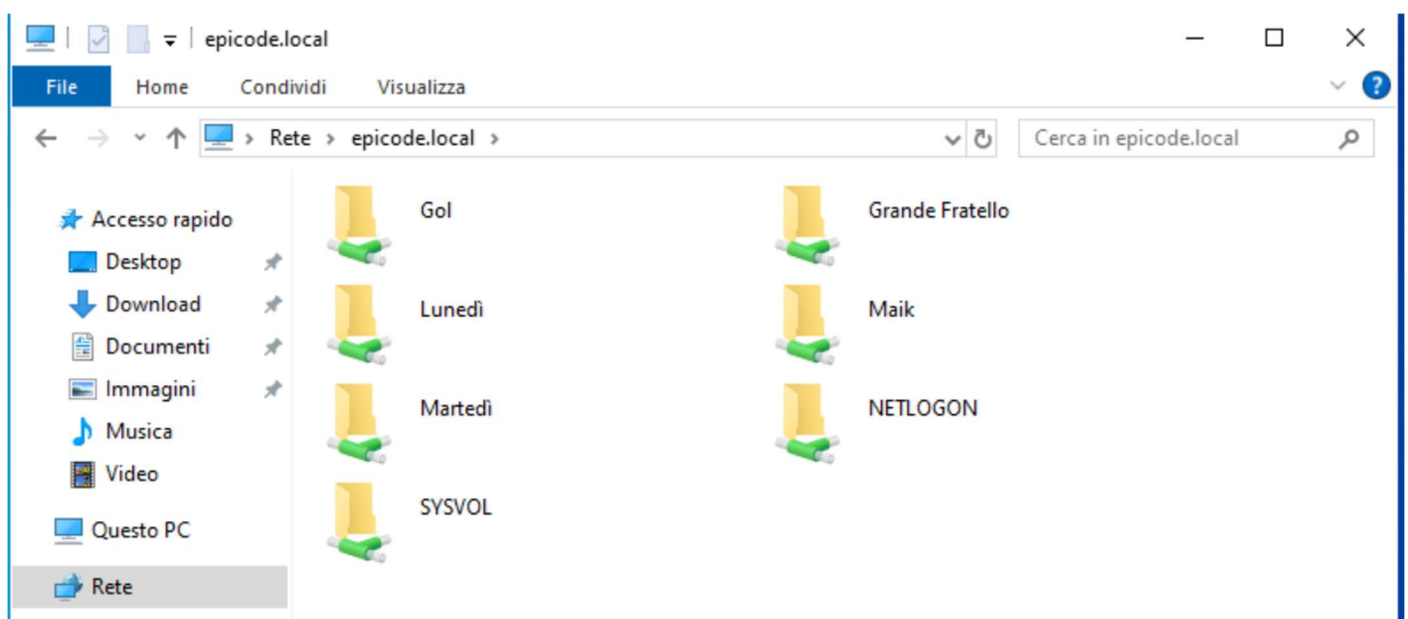 epicode.local
File Home Condividi Visualizza
Rete > epicode.local >
Cerca in epicode.local
Accesso rapido
Desktop
Download
Documenti
Immagini
Musica
Video
Questo PC
Rete
Gol
Grande Fratello
Lunedì
Maik
Martedì
NETLOGON
SYSVOL